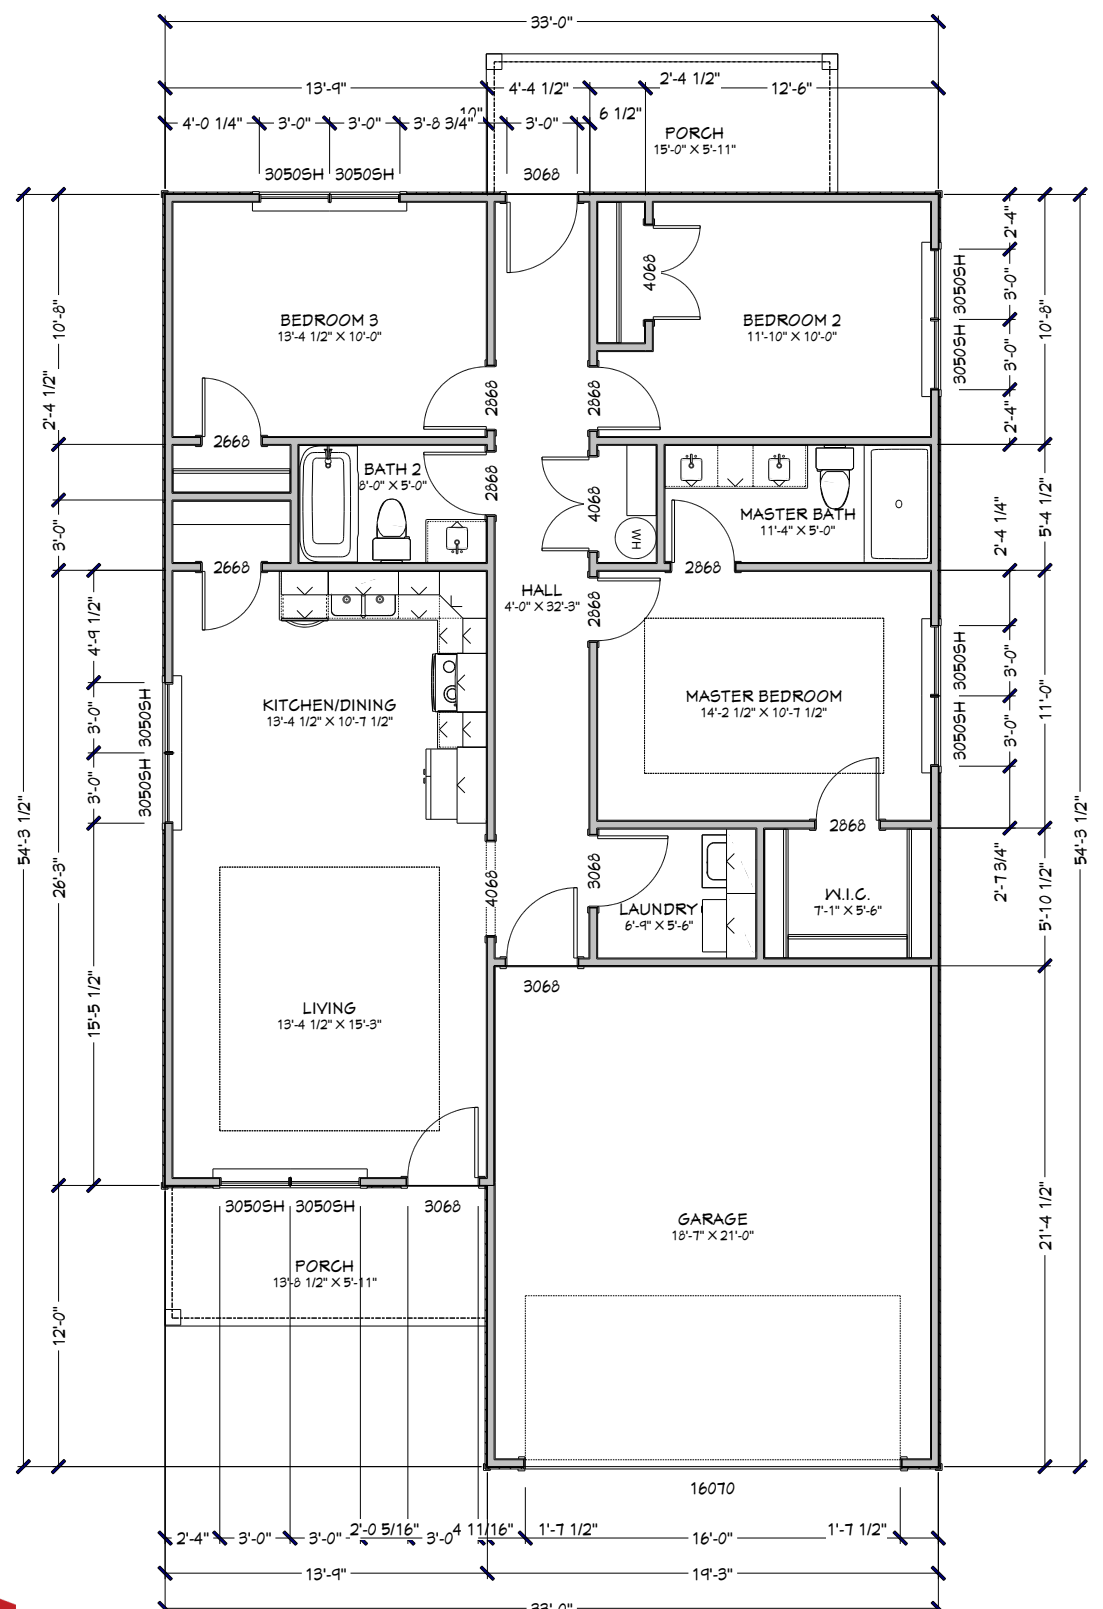 33'-0"
13'-9"
4'-4 1/2"
2'-4 1/2"
12'-6"
4'-0 1/4"
3'-0"
3'-0"
3'-8 3/4"
10"
3'-0"
6 1/2"
PORCH
15'-0" X 5'-11"
3050SH
3050SH
3068
2'-4"
3'-0"
3'-0"
2'-4"
3050SH
3050SH
10'-8"
10'-8"
4068
BEDROOM 3
13'-4 1/2" X 10'-0"
BEDROOM 2
11'-10" X 10'-0"
2868
2868
2'-4 1/2"
2668
BATH 2
8'-0" X 5'-0"
2868
4068
WH
MASTER BATH
11'-4" X 5'-0"
2'-4 1/4"
5'-4 1/2"
3'-0"
2668
2868
HALL
4'-0" X 32'-3"
2868
4'-9 1/2"
3'-0"
3'-0"
3050SH
3050SH
KITCHEN/DINING
13'-4 1/2" X 10'-7 1/2"
MASTER BEDROOM
14'-2 1/2" X 10'-7 1/2"
3050SH
3050SH
3'-0"
3'-0"
11'-0"
54'-3 1/2"
54'-3 1/2"
26'-3"
2868
4068
3068
LAUNDRY
6'-9" X 5'-6"
W.I.C.
7'-1" X 5'-6"
2'-7 3/4"
5'-10 1/2"
15'-5 1/2"
3068
LIVING
13'-4 1/2" X 15'-3"
3050SH
3050SH
3068
GARAGE
18'-7" X 21'-0"
21'-4 1/2"
PORCH
13'-8 1/2" X 5'-11"
12'-0"
16070
2'-4"
3'-0"
3'-0"
2'-0 5/16"
3'-0"
4 11/16"
1'-7 1/2"
16'-0"
1'-7 1/2"
13'-9"
19'-3"
33'-0"